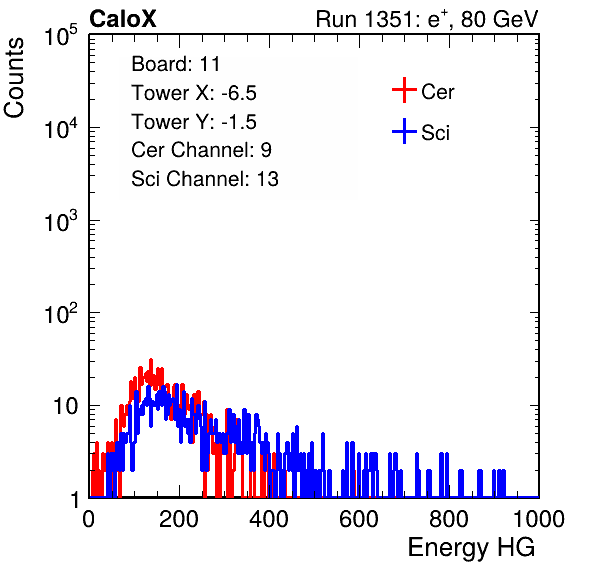 CaloX Run 1351: e⁺, 80 GeV
Counts
10⁵
10⁴
10³
10²
10
1
Board: 11
Tower X: -6.5
Tower Y: -1.5
Cer Channel: 9
Sci Channel: 13
Cer
Sci
0 200 400 600 800 1000
Energy HG